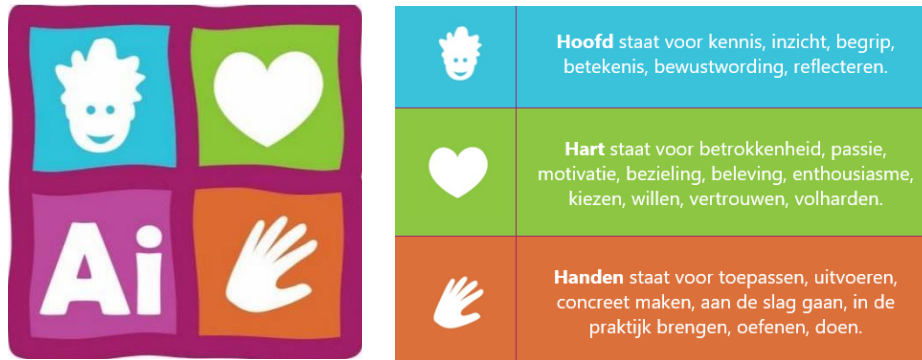 Ai
Hoofd staat voor kennis, inzicht, begrip,
betekenis, bewustwording, reflecteren.
Hart staat voor betrokkenheid, passie,
motivatie, bezieling, beleving, enthousiasme,
kiezen, willen, vertrouwen, volharden.
Handen staat voor toepassen, uitvoeren,
concreet maken, aan de slag gaan, in de
praktijk brengen, oefenen, doen.